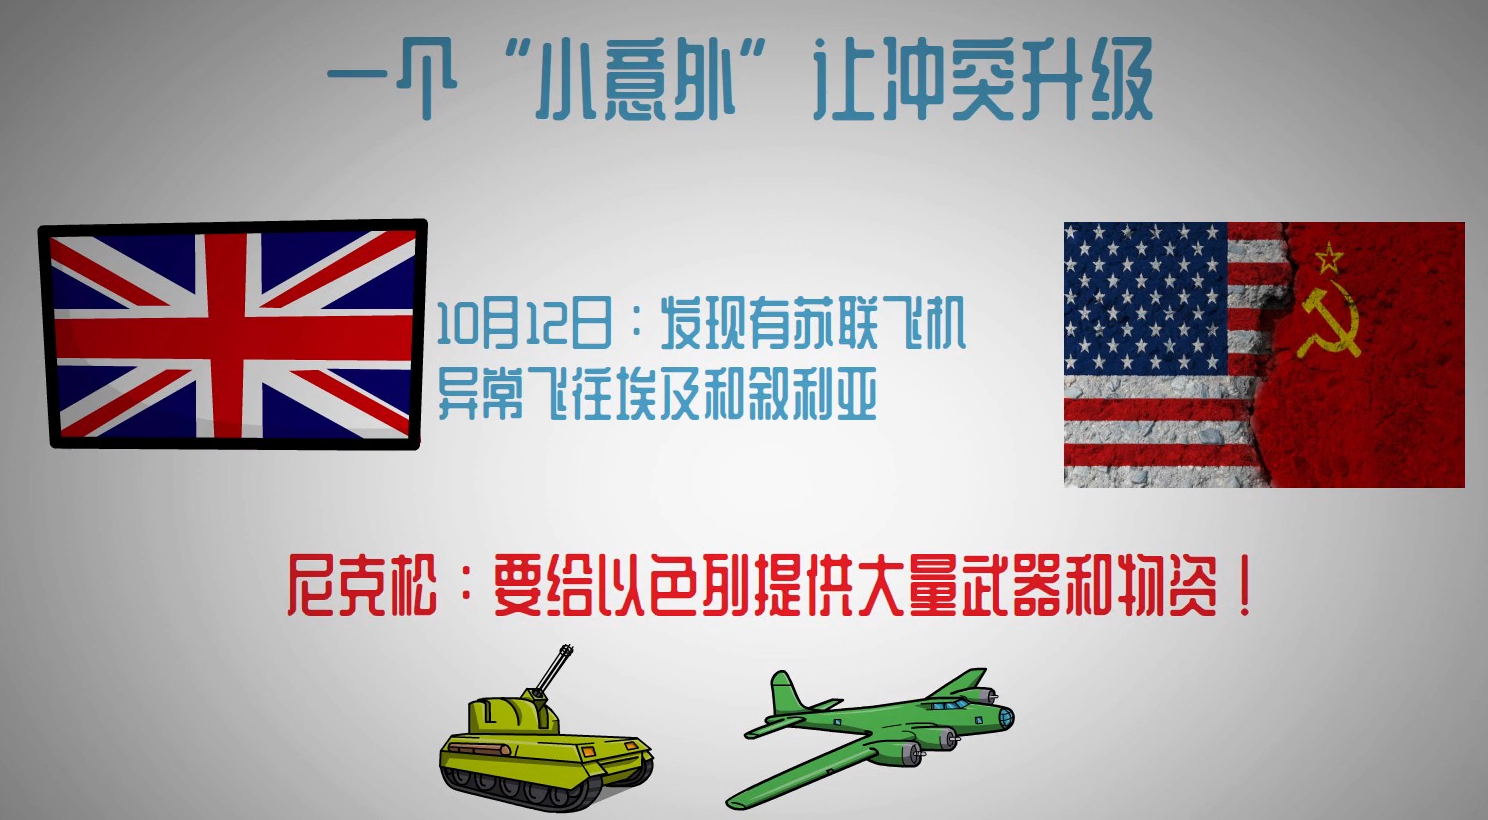 一个“小意外”让冲突升级
10月12日：发现有苏联飞机
异常飞往埃及和叙利亚
尼克松：要给以色列提供大量武器和物资！